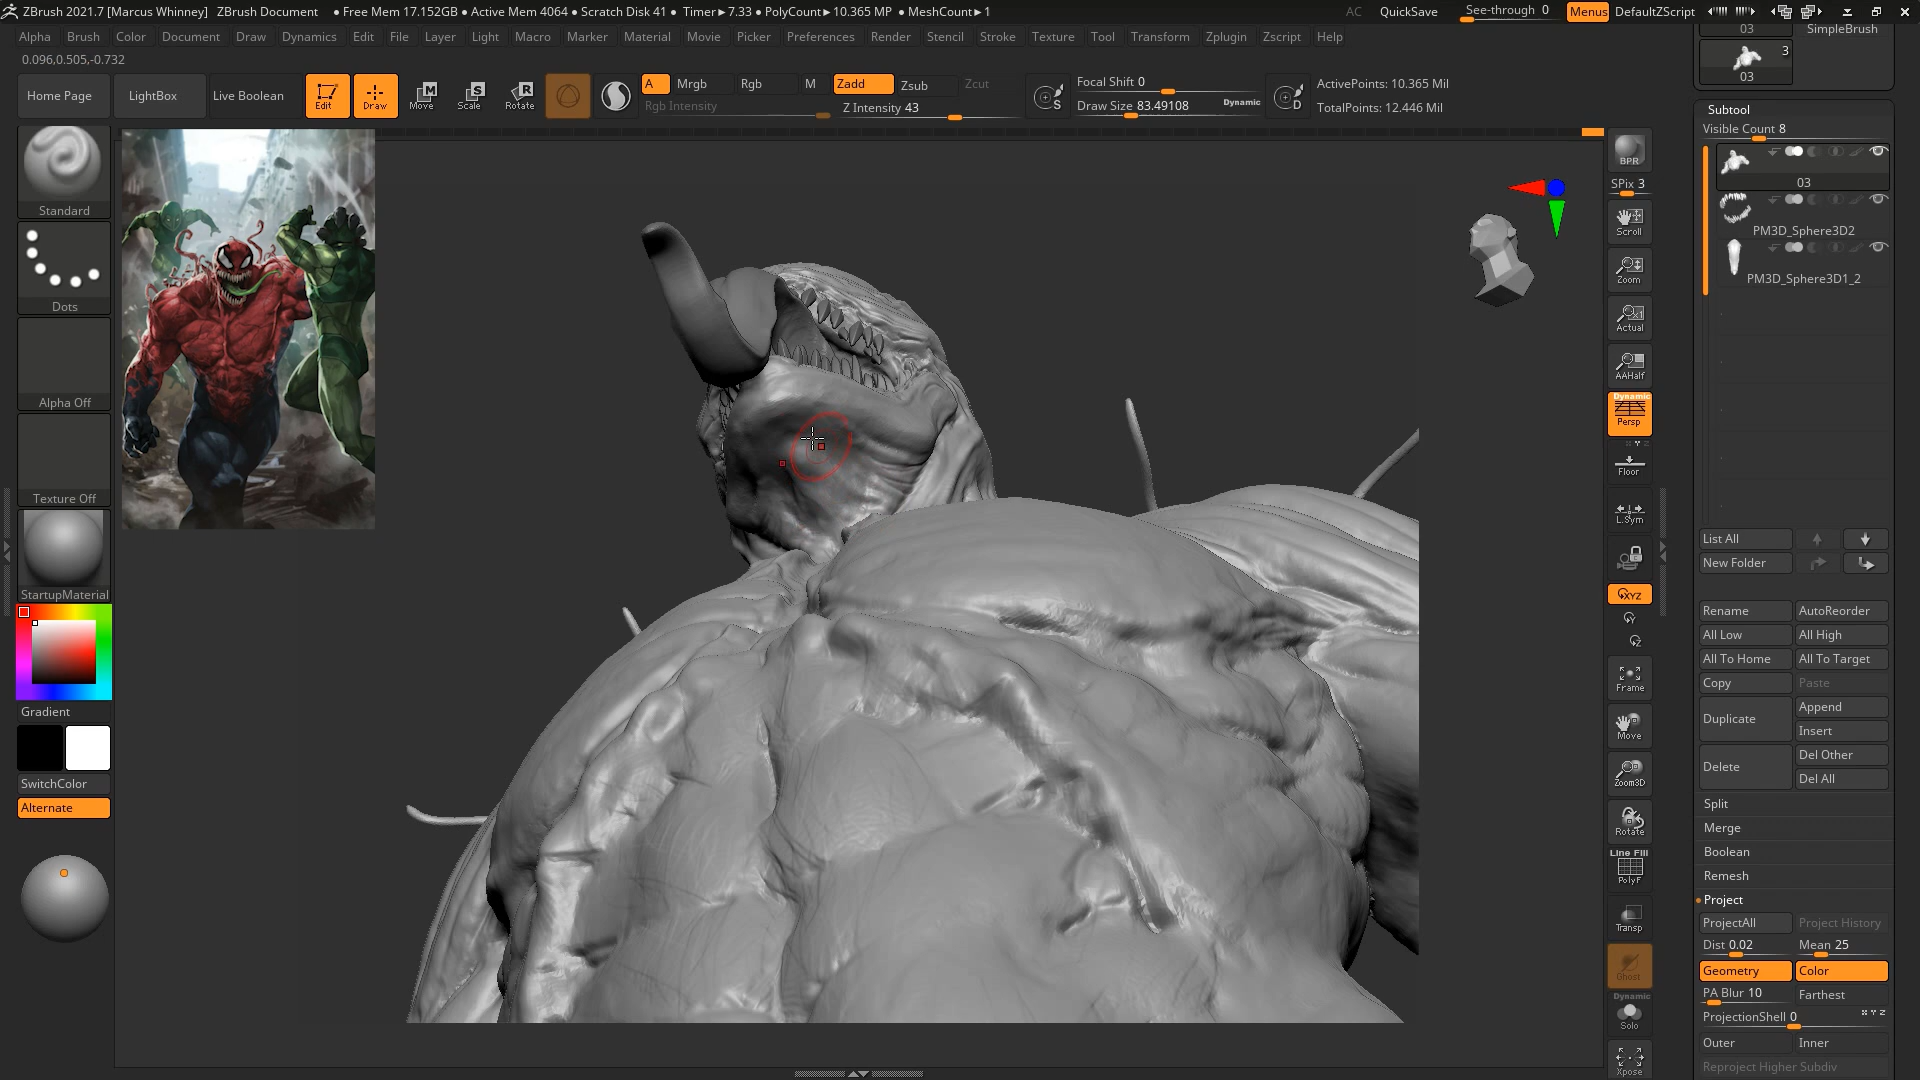 ZBrush 2021.7 [Marcus Whinney] ZBrush Document • Free Mem 17.152GB • Active Mem 4064 • Scratch Disk 41 • Timer►7.33 • PolyCount►10.365 MP • MeshCount►1 AC QuickSave See-through 0 Menus DefaultZScript
Alpha Brush Color Document Draw Dynamics Edit File Layer Light Macro Marker Material Movie Picker Preferences Render Stencil Stroke Texture Tool Transform Zplugin Zscript Help
03 SimpleBrush
0.096,0.505,-0.732
3
03
Home Page LightBox Live Boolean Edit Draw Move Scale Rotate
A Mrgb Rgb M Zadd Zsub Zcut
Rgb Intensity Z Intensity 43
Focal Shift 0
Draw Size 83.49108 Dynamic
ActivePoints: 10.365 Mil
TotalPoints: 12.446 Mil
Standard
Dots
Alpha Off
Texture Off
StartupMaterial
Gradient
SwitchColor
Alternate
BPR
SPix 3
Scroll
Zoom
Actual
AAHalf
Dynamic
Persp
Floor
L.Sym
XYZ
Frame
Move
Zoom3D
Rotate
Line Fill
PolyF
Transp
Ghost
Dynamic
Solo
Xpose
Subtool
Visible Count 8
03
PM3D_Sphere3D2
PM3D_Sphere3D1_2
List All
New Folder
Rename AutoReorder
All Low All High
All To Home All To Target
Copy Paste
Duplicate Append
Insert
Delete Del Other
Del All
Split
Merge
Boolean
Remesh
Project
ProjectAll Project History
Dist 0.02 Mean 25
Geometry Color
PA Blur 10 Farthest
ProjectionShell 0
Outer Inner
Reproject Higher Subdiv